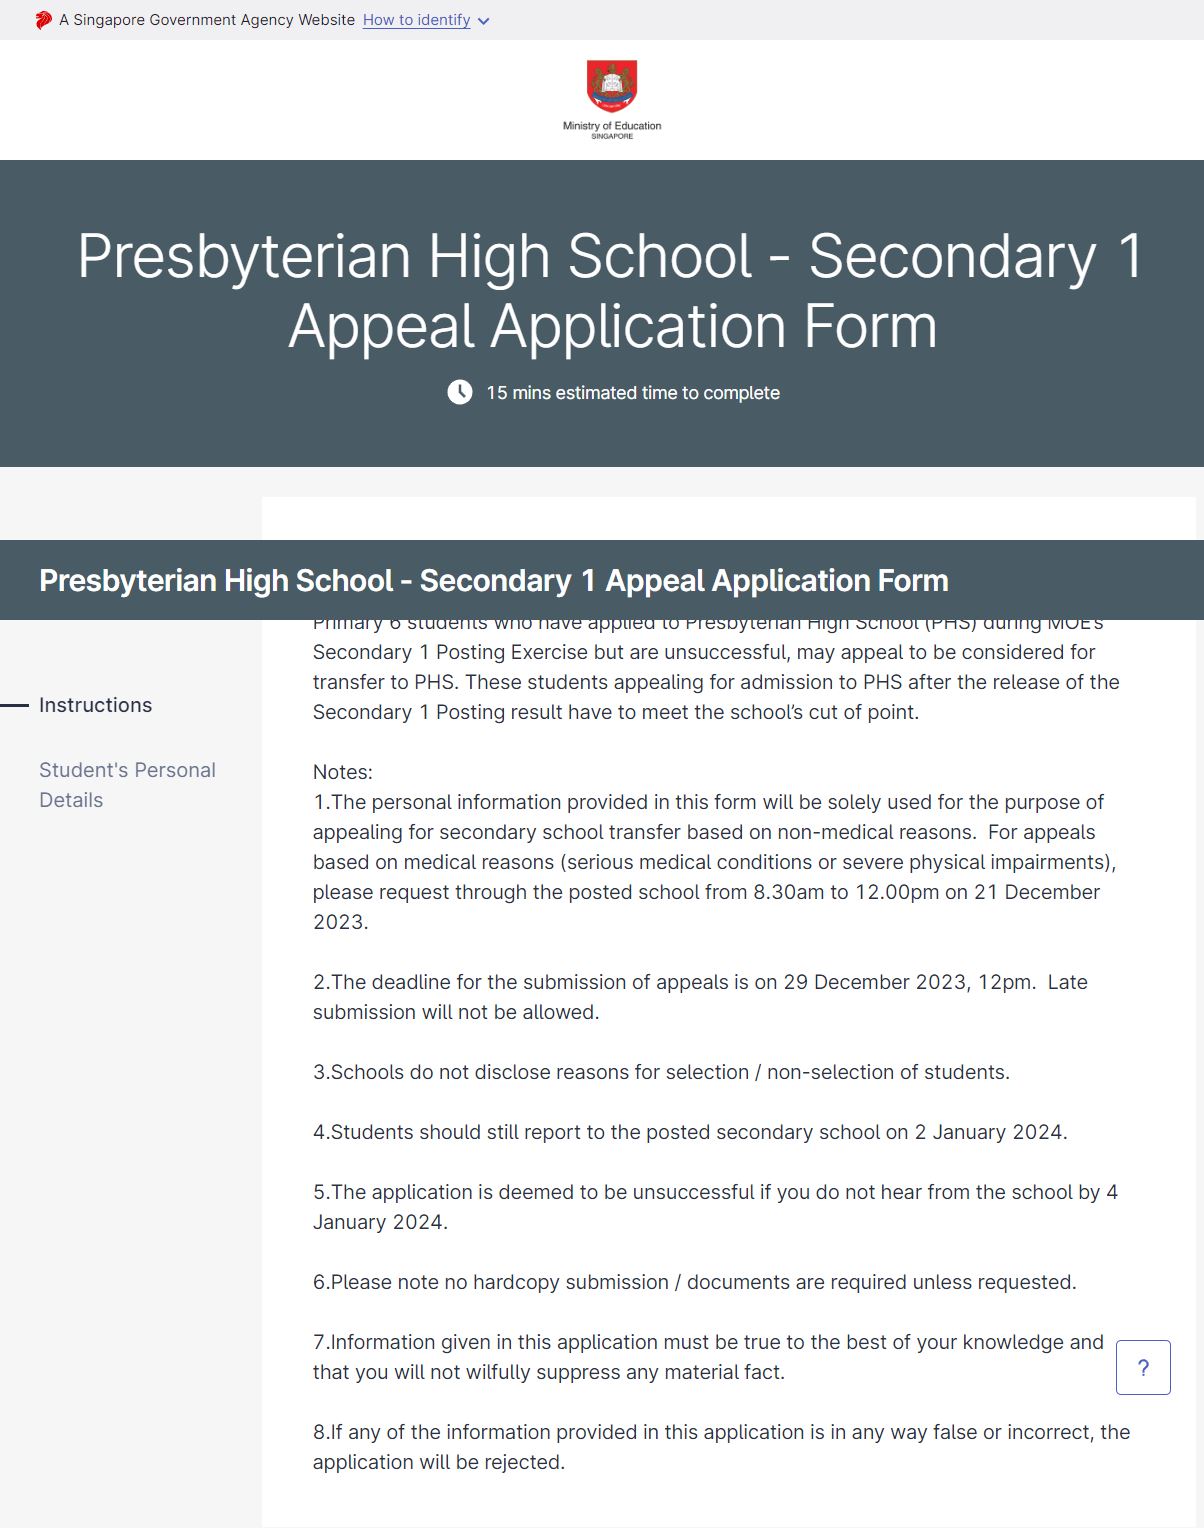 A Singapore Government Agency Website How to identify
Ministry of Education
SINGAPORE
Presbyterian High School - Secondary 1
Appeal Application Form
15 mins estimated time to complete
Presbyterian High School - Secondary 1 Appeal Application Form
Primary 6 students who have applied to Presbyterian High School (PHS) during MOE's
Secondary 1 Posting Exercise but are unsuccessful, may appeal to be considered for
transfer to PHS. These students appealing for admission to PHS after the release of the
Secondary 1 Posting result have to meet the school's cut of point.
Instructions
Student's Personal
Details
Notes:
1.The personal information provided in this form will be solely used for the purpose of
appealing for secondary school transfer based on non-medical reasons.  For appeals
based on medical reasons (serious medical conditions or severe physical impairments),
please request through the posted school from 8.30am to 12.00pm on 21 December
2023.
2.The deadline for the submission of appeals is on 29 December 2023, 12pm.  Late
submission will not be allowed.
3.Schools do not disclose reasons for selection / non-selection of students.
4.Students should still report to the posted secondary school on 2 January 2024.
5.The application is deemed to be unsuccessful if you do not hear from the school by 4
January 2024.
6.Please note no hardcopy submission / documents are required unless requested.
7.Information given in this application must be true to the best of your knowledge and
that you will not wilfully suppress any material fact.
?
8.If any of the information provided in this application is in any way false or incorrect, the
application will be rejected.